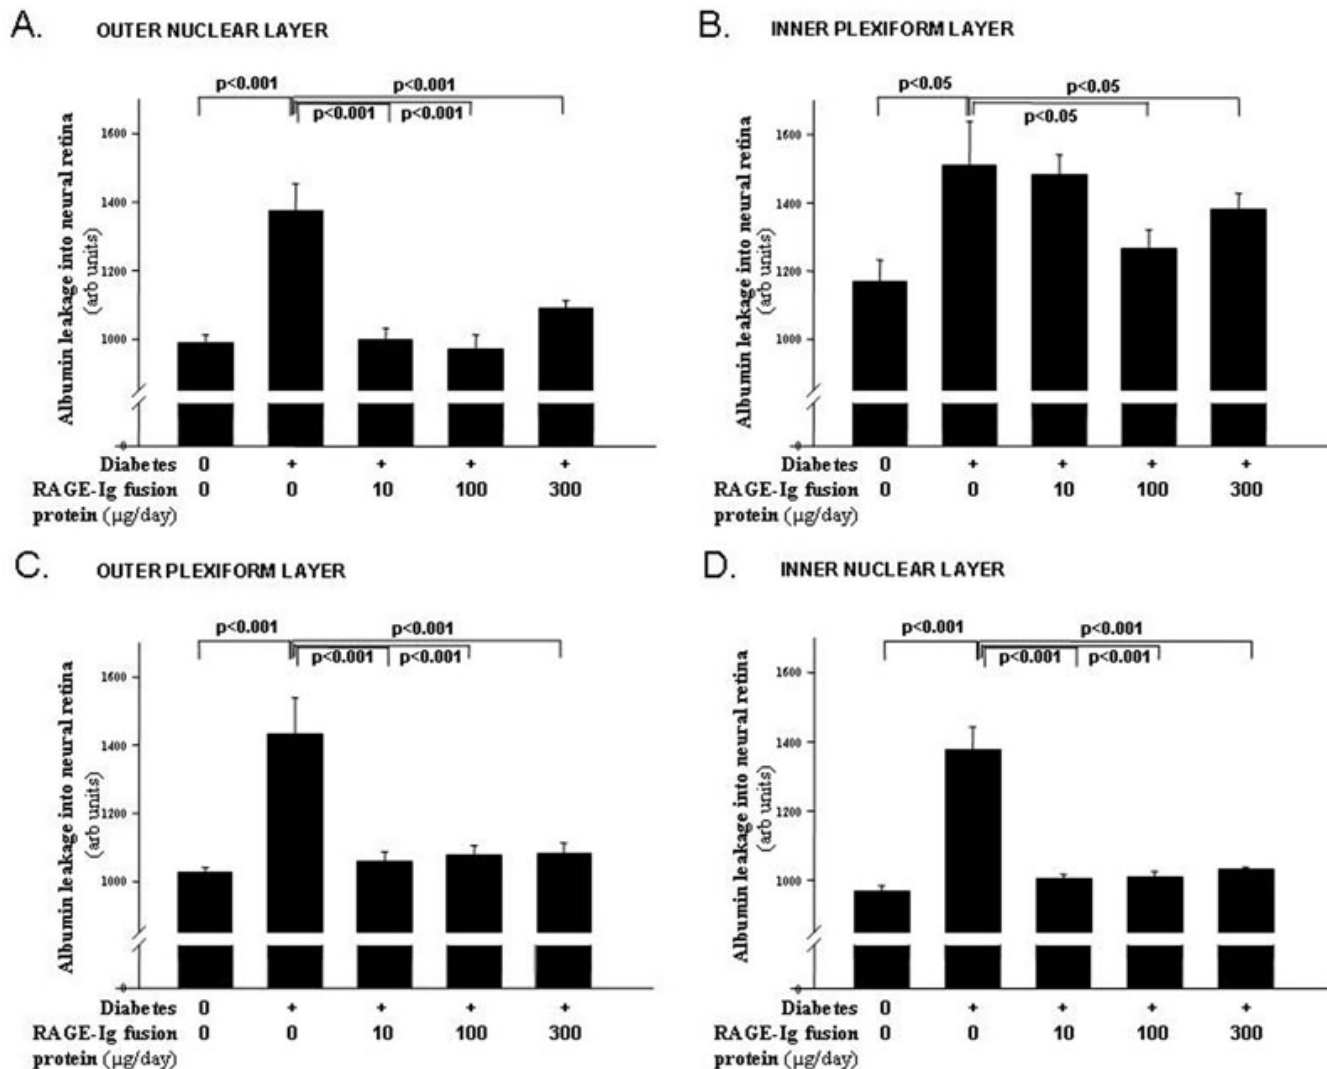 A. OUTER NUCLEAR LAYER
p<0.001 p<0.001
p<0.001 p<0.001
Albumin leakage into neural retina
(arb units)
1600
1400
1200
1000
0
Diabetes 0 + + + +
RAGE-Ig fusion 0 0 10 100 300
protein (µg/day)
B. INNER PLEXIFORM LAYER
p<0.05 p<0.05
p<0.05
Albumin leakage into neural retina
(arb units)
1600
1400
1200
1000
0
Diabetes 0 + + + +
RAGE-Ig fusion 0 0 10 100 300
protein (µg/day)
C. OUTER PLEXIFORM LAYER
p<0.001 p<0.001
p<0.001 p<0.001
Albumin leakage into neural retina
(arb units)
1600
1400
1200
1000
0
Diabetes 0 + + + +
RAGE-Ig fusion 0 0 10 100 300
protein (µg/day)
D. INNER NUCLEAR LAYER
p<0.001 p<0.001
p<0.001 p<0.001
Albumin leakage into neural retina
(arb units)
1600
1400
1200
1000
0
Diabetes 0 + + + +
RAGE-Ig fusion 0 0 10 100 300
protein (µg/day)